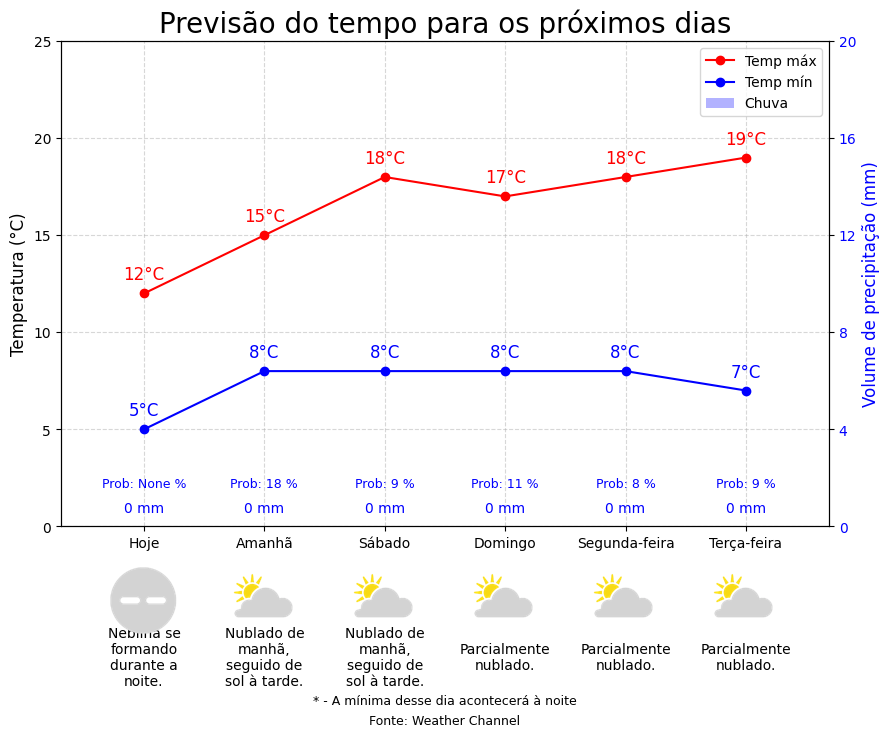 Previsão do tempo para os próximos dias
Temperatura (°C)
Volume de precipitação (mm)
25
20
15
10
5
0
20
16
12
8
4
0
Temp máx
Temp mín
Chuva
12°C
15°C
18°C
17°C
18°C
19°C
5°C
8°C
8°C
8°C
8°C
7°C
Prob: None %
Prob: 18 %
Prob: 9 %
Prob: 11 %
Prob: 8 %
Prob: 9 %
0 mm
0 mm
0 mm
0 mm
0 mm
0 mm
Hoje
Amanhã
Sábado
Domingo
Segunda-feira
Terça-feira
Neblina se
formando
durante a
noite.
Nublado de
manhã,
seguido de
sol à tarde.
Nublado de
manhã,
seguido de
sol à tarde.
Parcialmente
nublado.
Parcialmente
nublado.
Parcialmente
nublado.
* - A mínima desse dia acontecerá à noite
Fonte: Weather Channel